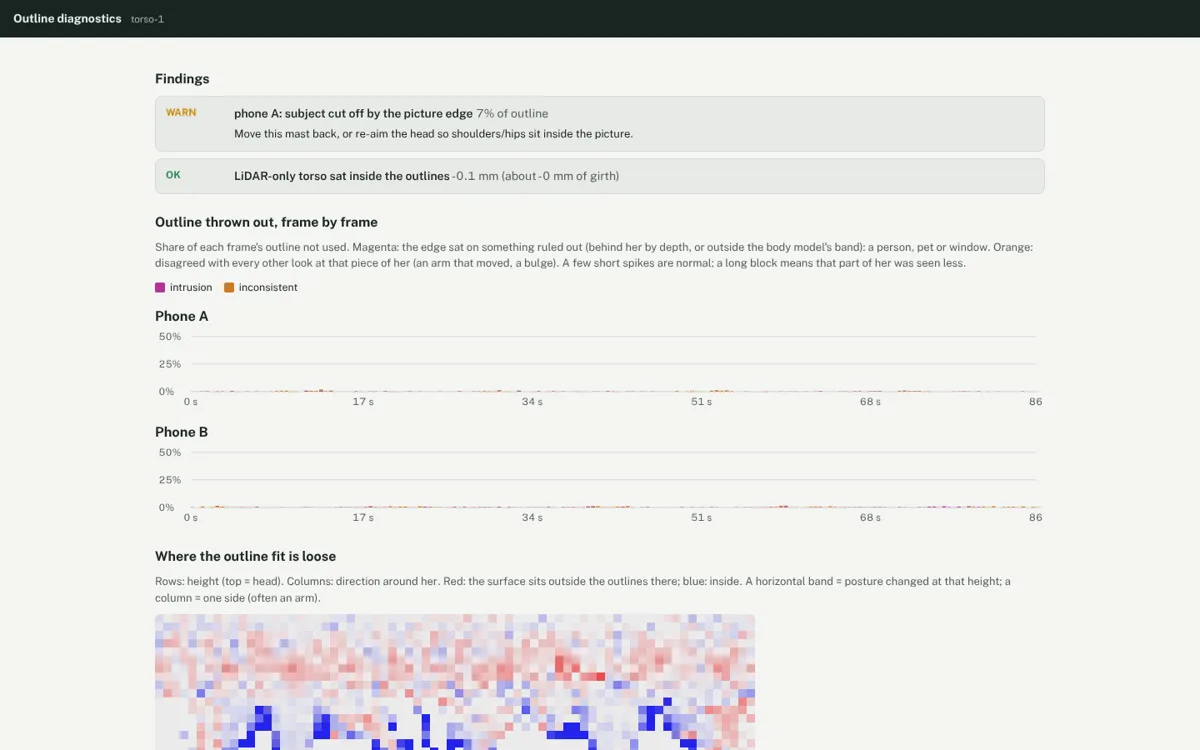 Outline diagnostics torso-1
Findings
WARN
phone A: subject cut off by the picture edge 7% of outline
Move this mast back, or re-aim the head so shoulders/hips sit inside the picture.
OK
LiDAR-only torso sat inside the outlines -0.1 mm (about -0 mm of girth)
Outline thrown out, frame by frame
Share of each frame's outline not used. Magenta: the edge sat on something ruled out (behind her by depth, or outside the body model's band): a person, pet or window. Orange:
disagreed with every other look at that piece of her (an arm that moved, a bulge). A few short spikes are normal; a long block means that part of her was seen less.
intrusion inconsistent
Phone A
50%
25%
0%
0 s 17 s 34 s 51 s 68 s 86
Phone B
50%
25%
0%
0 s 17 s 34 s 51 s 68 s 86
Where the outline fit is loose
Rows: height (top = head). Columns: direction around her. Red: the surface sits outside the outlines there; blue: inside. A horizontal band = posture changed at that height; a
column = one side (often an arm).